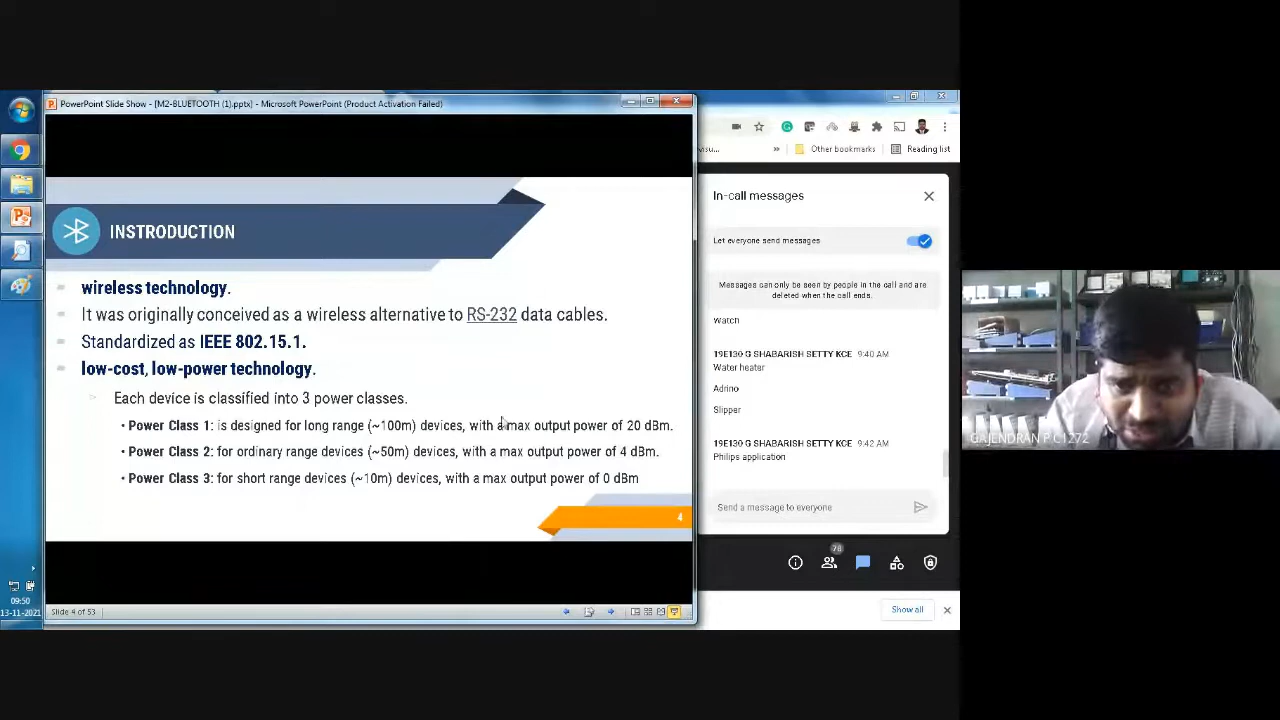 PowerPoint Slide Show - [M2-BLUETOOTH (1).pptx] - Microsoft PowerPoint (Product Activation Failed)
INSTRODUCTION
wireless technology.
It was originally conceived as a wireless alternative to RS-232 data cables.
Standardized as IEEE 802.15.1.
low-cost, low-power technology.
Each device is classified into 3 power classes.
• Power Class 1: is designed for long range (~100m) devices, with a max output power of 20 dBm.
• Power Class 2: for ordinary range devices (~50m) devices, with a max output power of 4 dBm.
• Power Class 3: for short range devices (~10m) devices, with a max output power of 0 dBm
4
Slide 4 of 53
09:50
13-11-2021
visu...
»
Other bookmarks
Reading list
In-call messages
Let everyone send messages
Messages can only be seen by people in the call and are
deleted when the call ends.
Watch
19E130 G SHABARISH SETTY KCE 9:40 AM
Water heater
Adrino
Slipper
19E130 G SHABARISH SETTY KCE 9:42 AM
Philips application
Send a message to everyone
76
Show all
GAJENDRAN P C1272